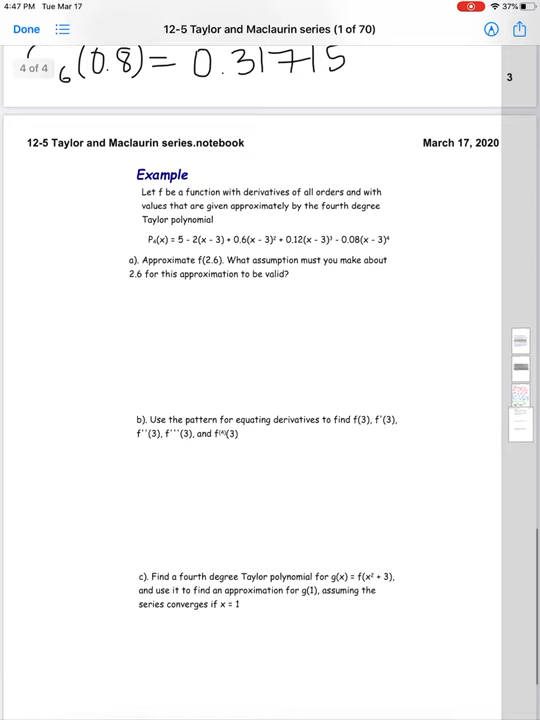 4:47 PM Tue Mar 17
37%
Done
12-5 Taylor and Maclaurin series (1 of 70)
4 of 4
6(0.8) = 0.31715
3
12-5 Taylor and Maclaurin series.notebook
March 17, 2020
Example
Let f be a function with derivatives of all orders and with
values that are given approximately by the fourth degree
Taylor polynomial
P₄(x) = 5 - 2(x - 3) + 0.6(x - 3)² + 0.12(x - 3)³ - 0.08(x - 3)⁴
a). Approximate f(2.6). What assumption must you make about
2.6 for this approximation to be valid?
b). Use the pattern for equating derivatives to find f(3), f'(3),
f''(3), f'''(3), and f⁽⁴⁾(3)
c). Find a fourth degree Taylor polynomial for g(x) = f(x² + 3),
and use it to find an approximation for g(1), assuming the
series converges if x = 1